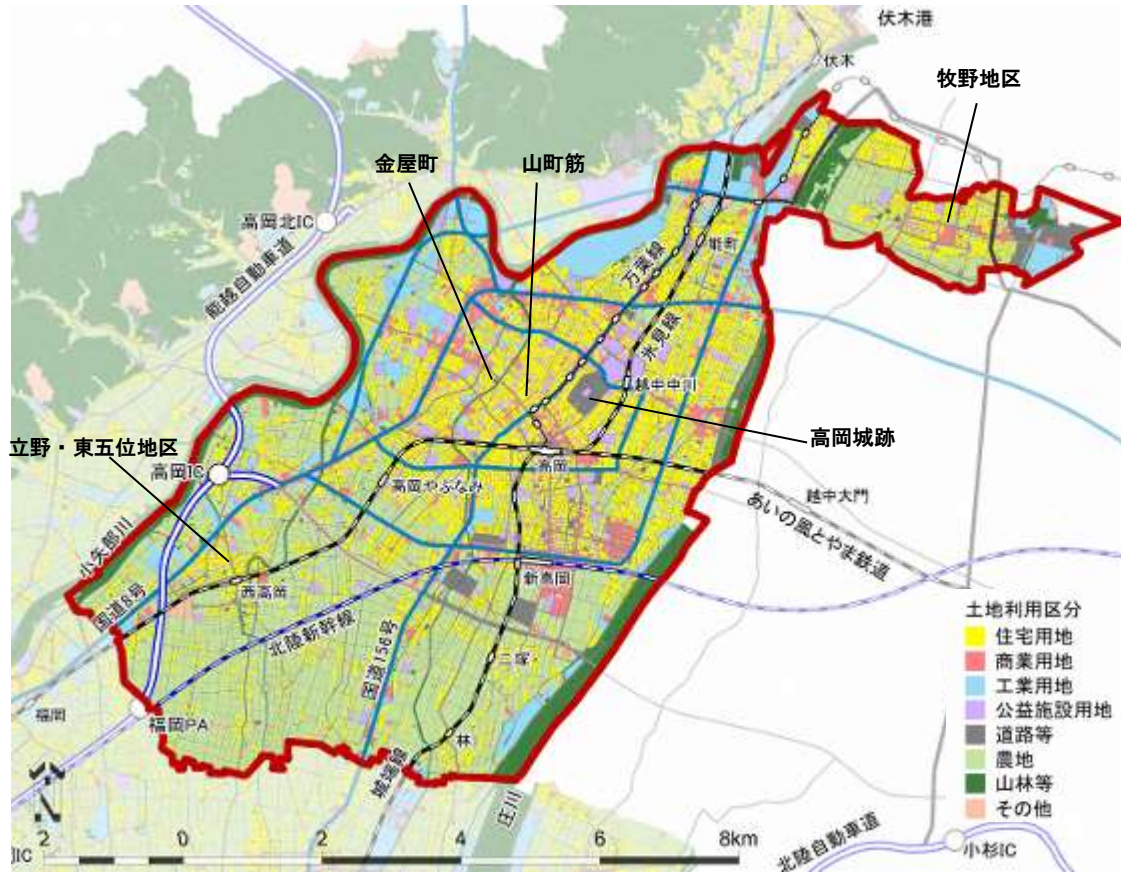 伏木港
伏木
牧野地区
金屋町
山町筋
高岡北IC
能越自動車道
能町
万葉線
氷見線
越中中川
高岡城跡
立野・東五位地区
高岡IC
高岡
高岡やぶなみ
越中大門
あいの風とやま鉄道
小矢部川
国道8号
西高岡
新高岡
北陸新幹線
国道156号
二塚
福岡
福岡PA
林
城端線
庄川
土地利用区分
住宅用地
商業用地
工業用地
公益施設用地
道路等
農地
山林等
その他
2 0 2 4 6 8km
IC
北陸自動車道
小杉IC